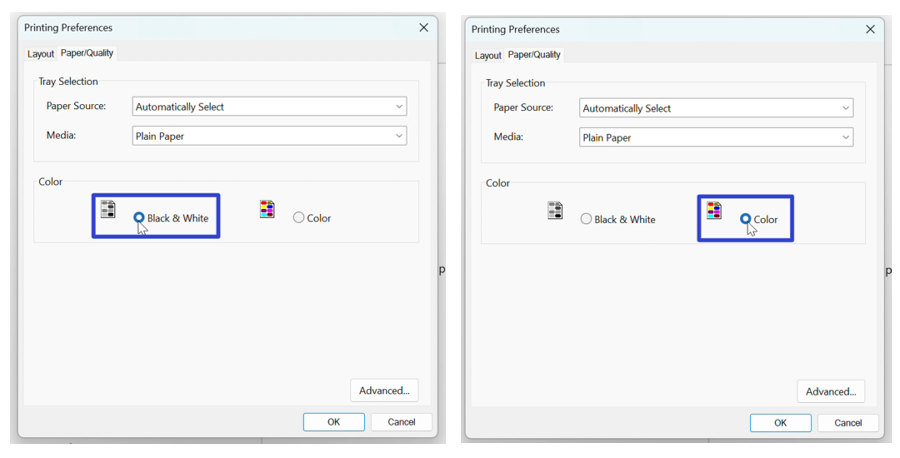 Printing Preferences
Layout Paper/Quality
Tray Selection
Paper Source: Automatically Select
Media: Plain Paper
Color
Black & White Color
p
Advanced...
OK Cancel
Printing Preferences
Layout Paper/Quality
Tray Selection
Paper Source: Automatically Select
Media: Plain Paper
Color
Black & White Color
p
Advanced...
OK Cancel